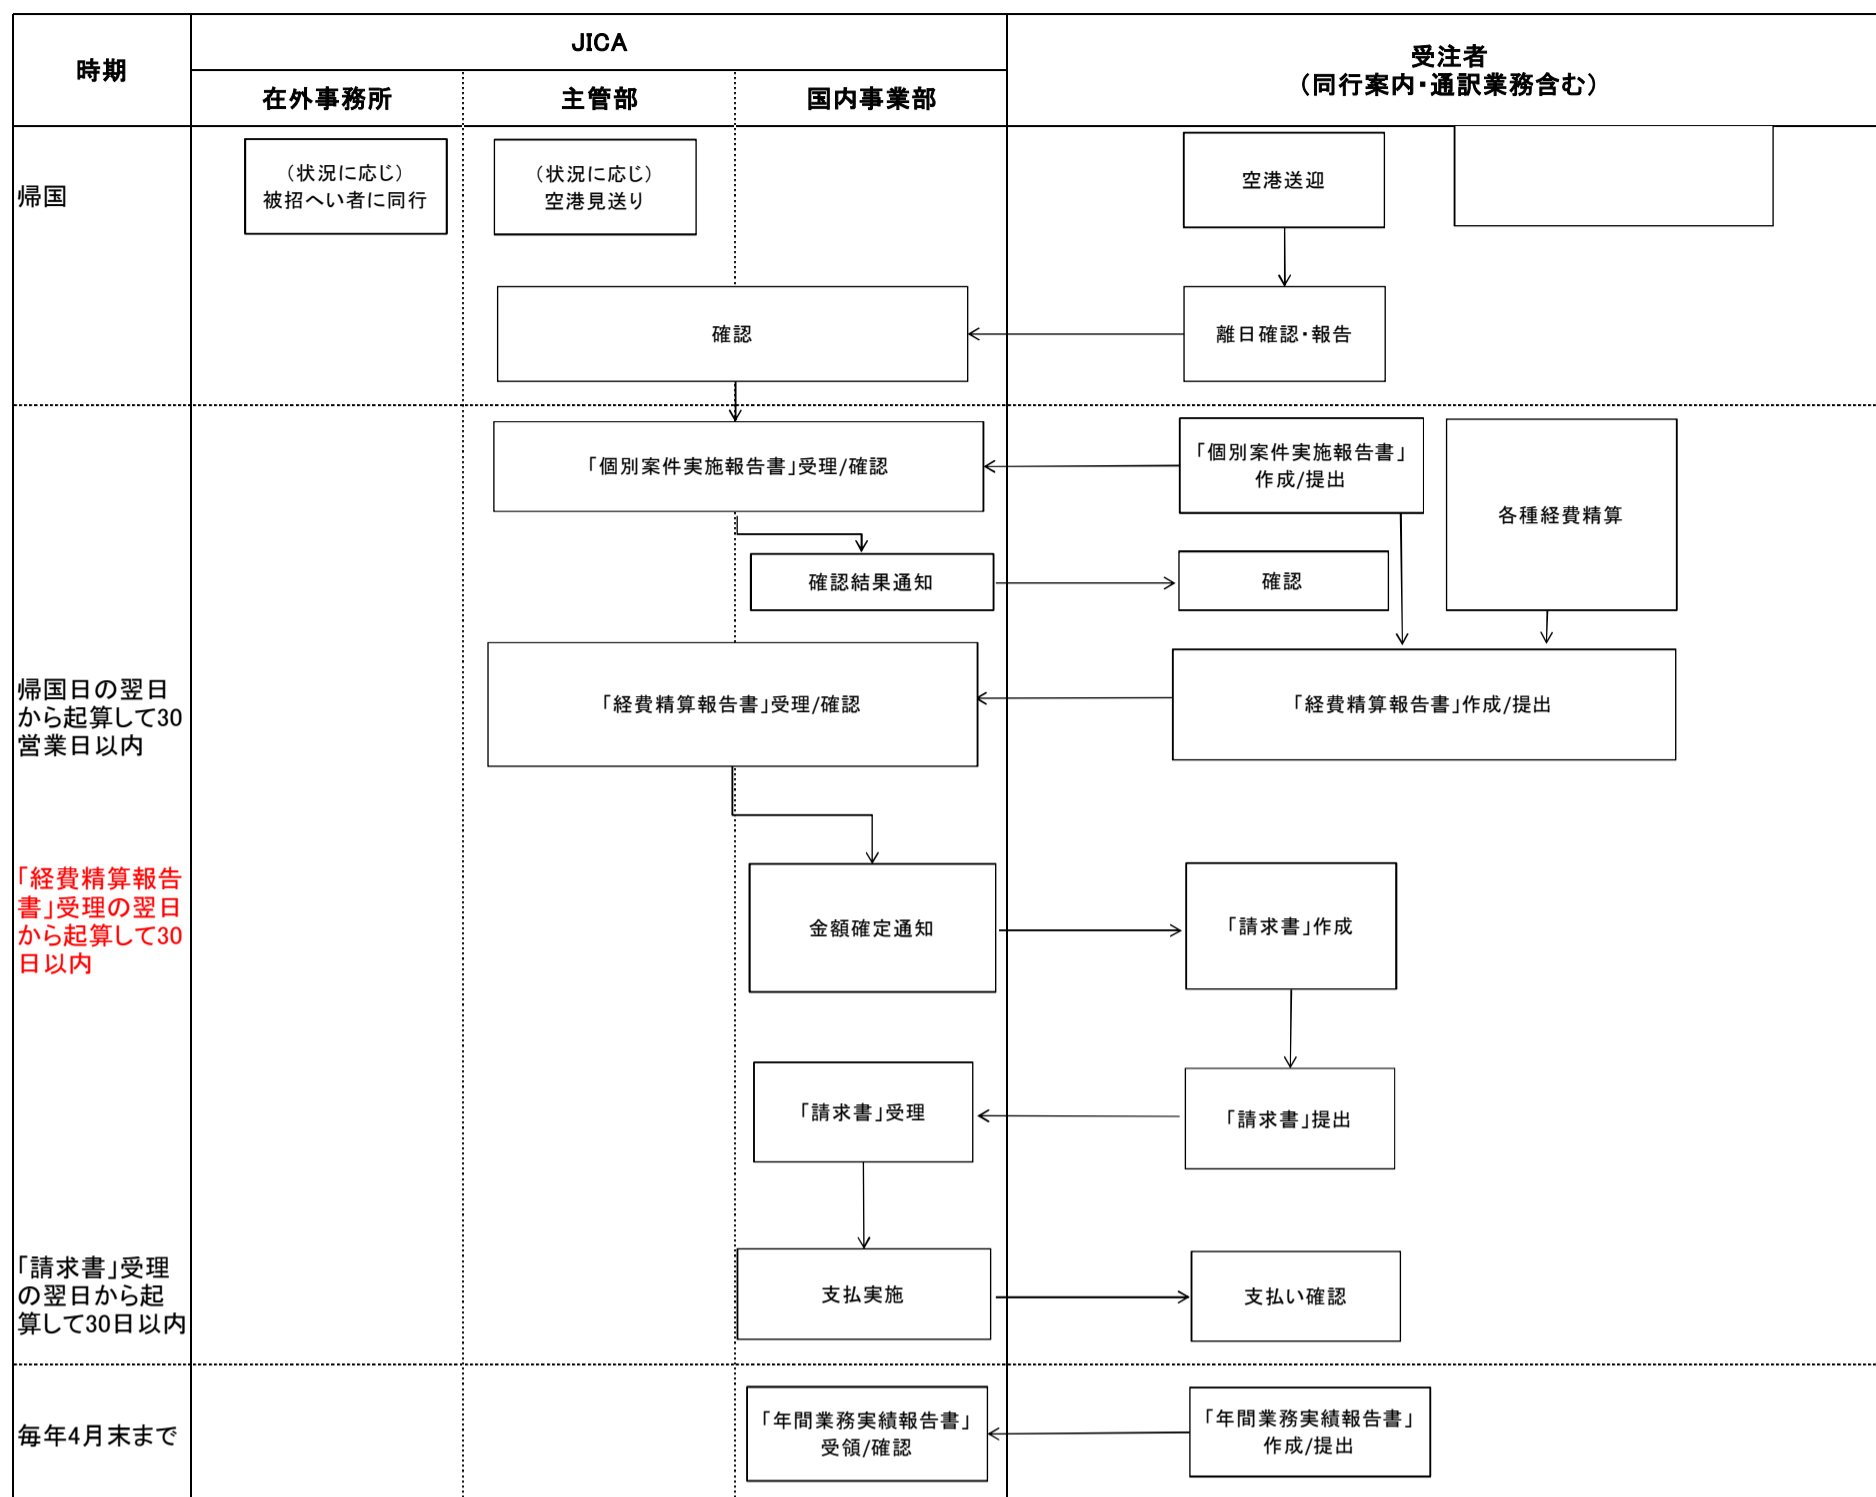 時期
JICA
受注者
（同行案内・通訳業務含む）
在外事務所
主管部
国内事業部
帰国
（状況に応じ）
被招へい者に同行
（状況に応じ）
空港見送り
空港送迎
確認
離日確認・報告
「個別案件実施報告書」受理/確認
「個別案件実施報告書」
作成/提出
各種経費精算
確認結果通知
確認
帰国日の翌日
から起算して30
営業日以内
「経費精算報告書」受理/確認
「経費精算報告書」作成/提出
「経費精算報告
書」受理の翌日
から起算して30
日以内
金額確定通知
「請求書」作成
「請求書」受理
「請求書」提出
「請求書」受理
の翌日から起
算して30日以内
支払実施
支払い確認
毎年4月末まで
「年間業務実績報告書」
受領/確認
「年間業務実績報告書」
作成/提出